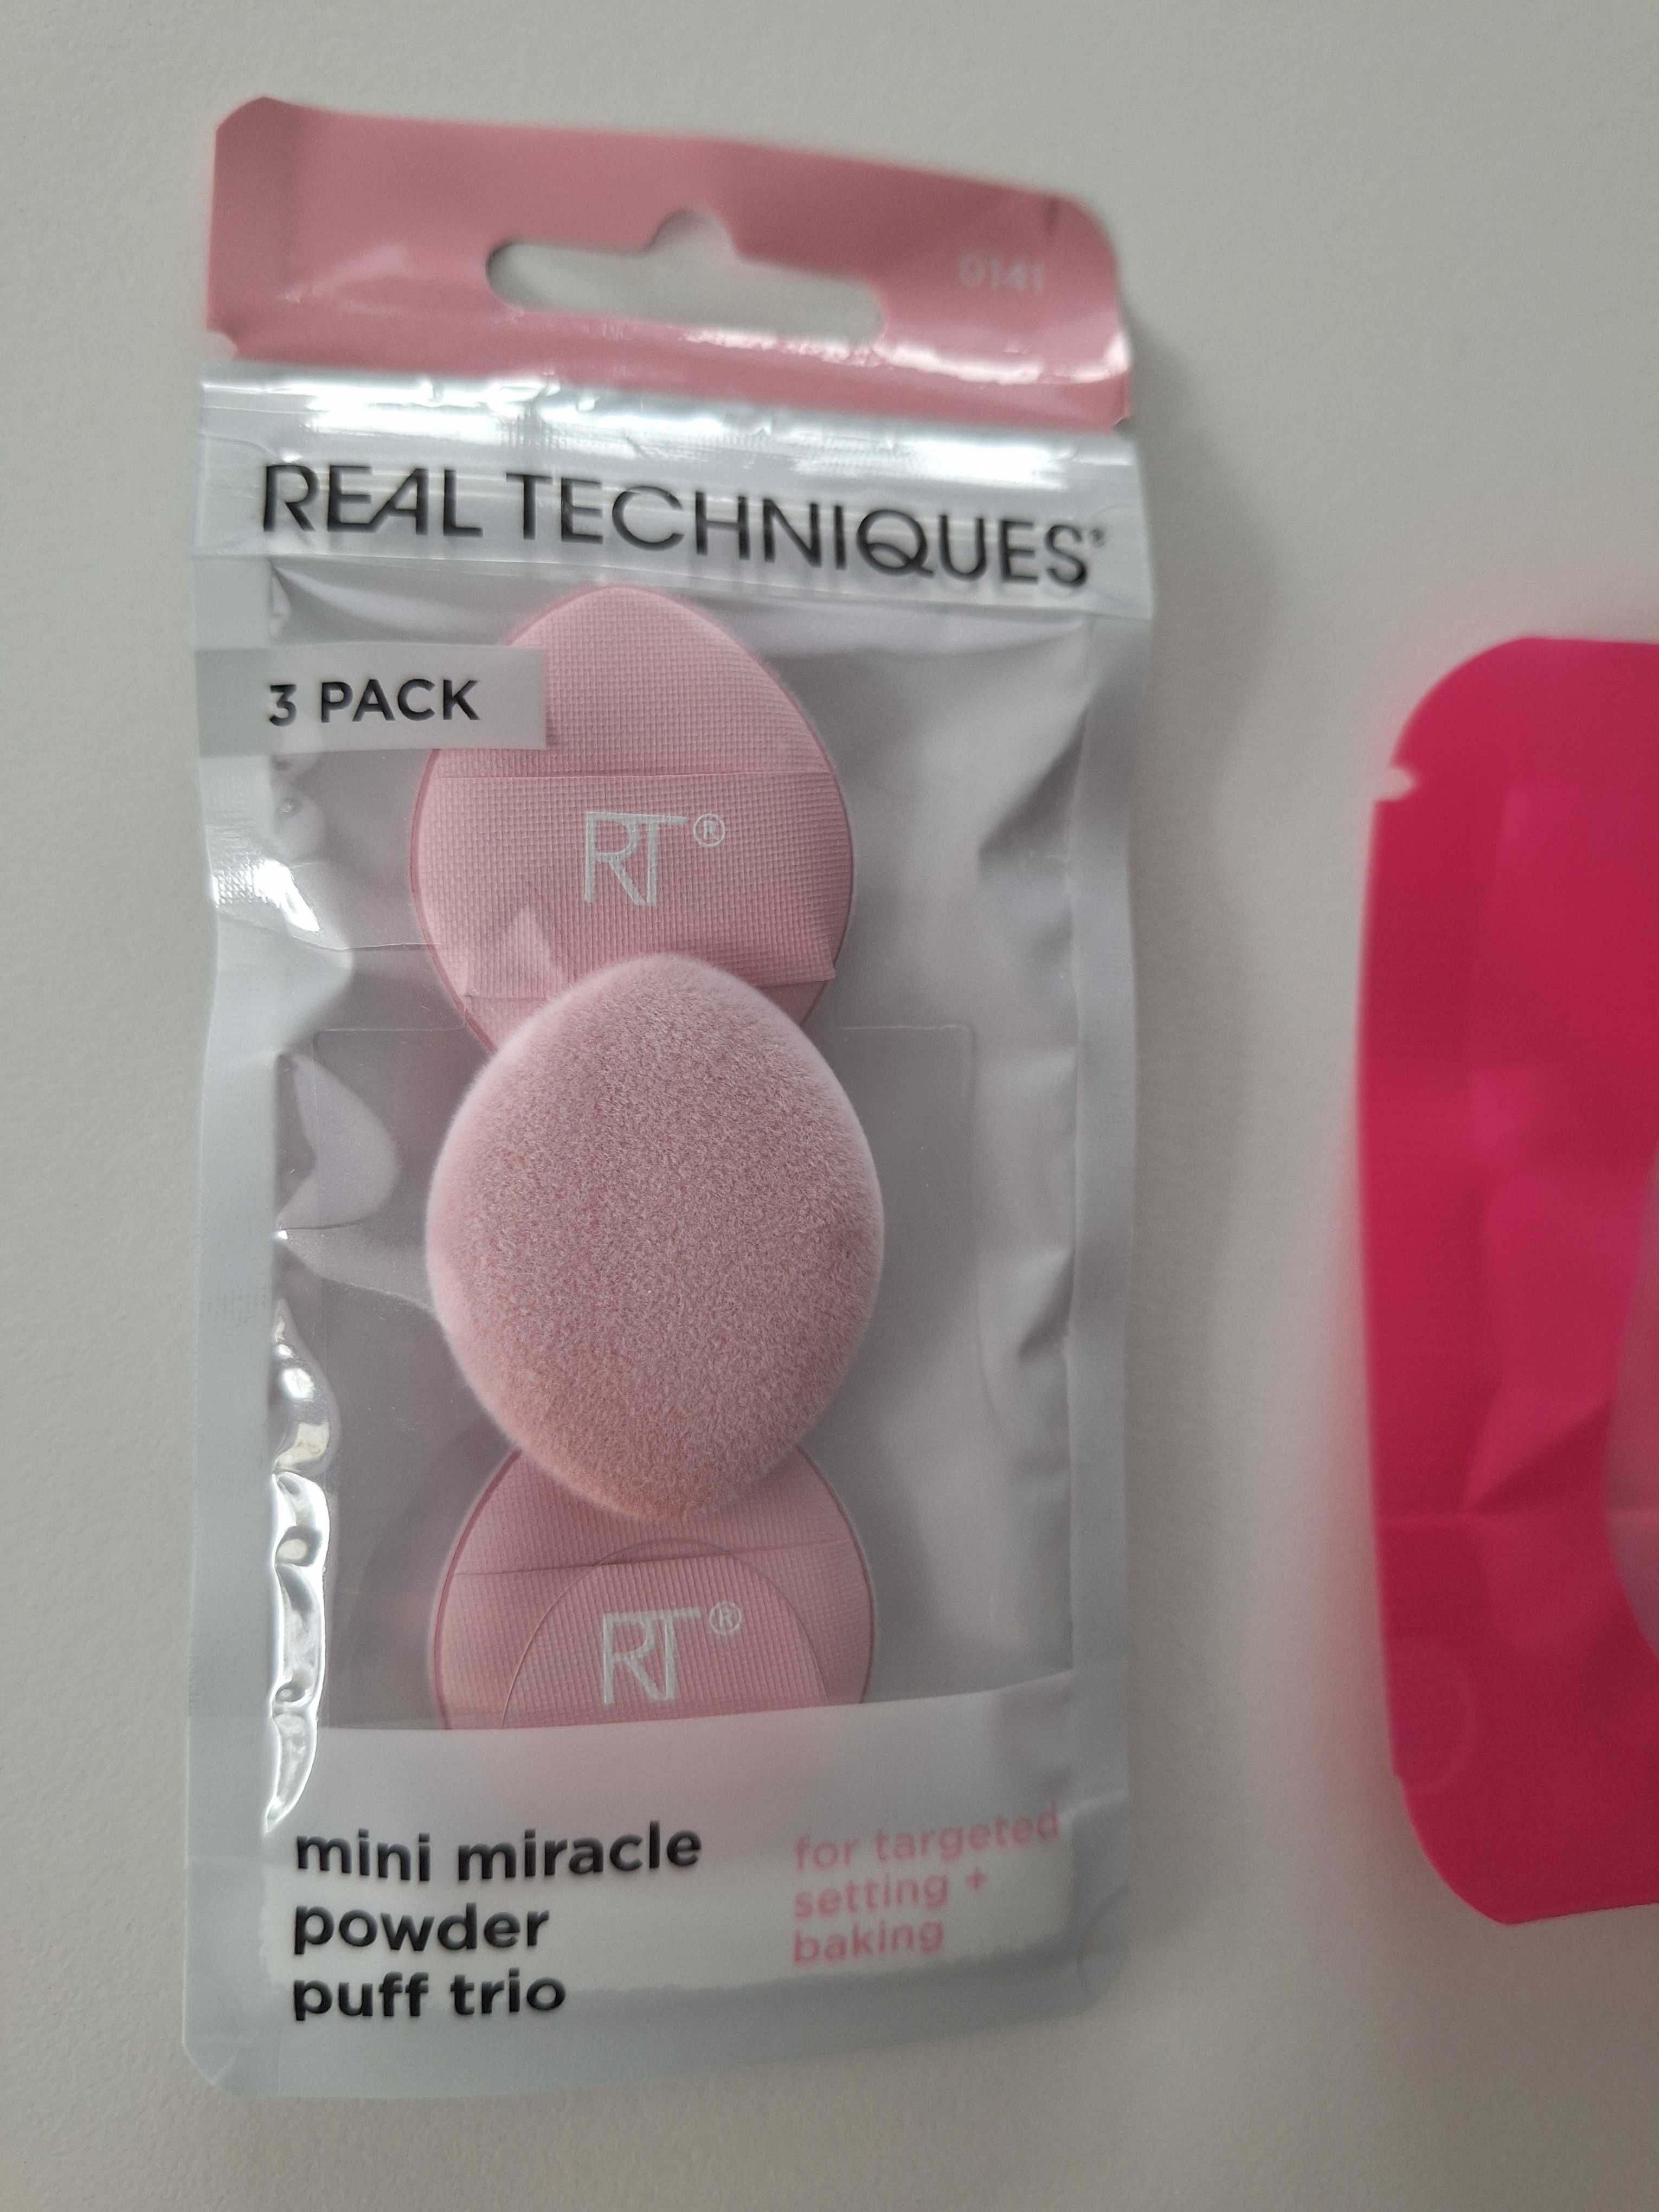 0141
REAL TECHNIQUES®
3 PACK
RT®
RT®
mini miracle
powder
puff trio
for targeted
setting +
baking